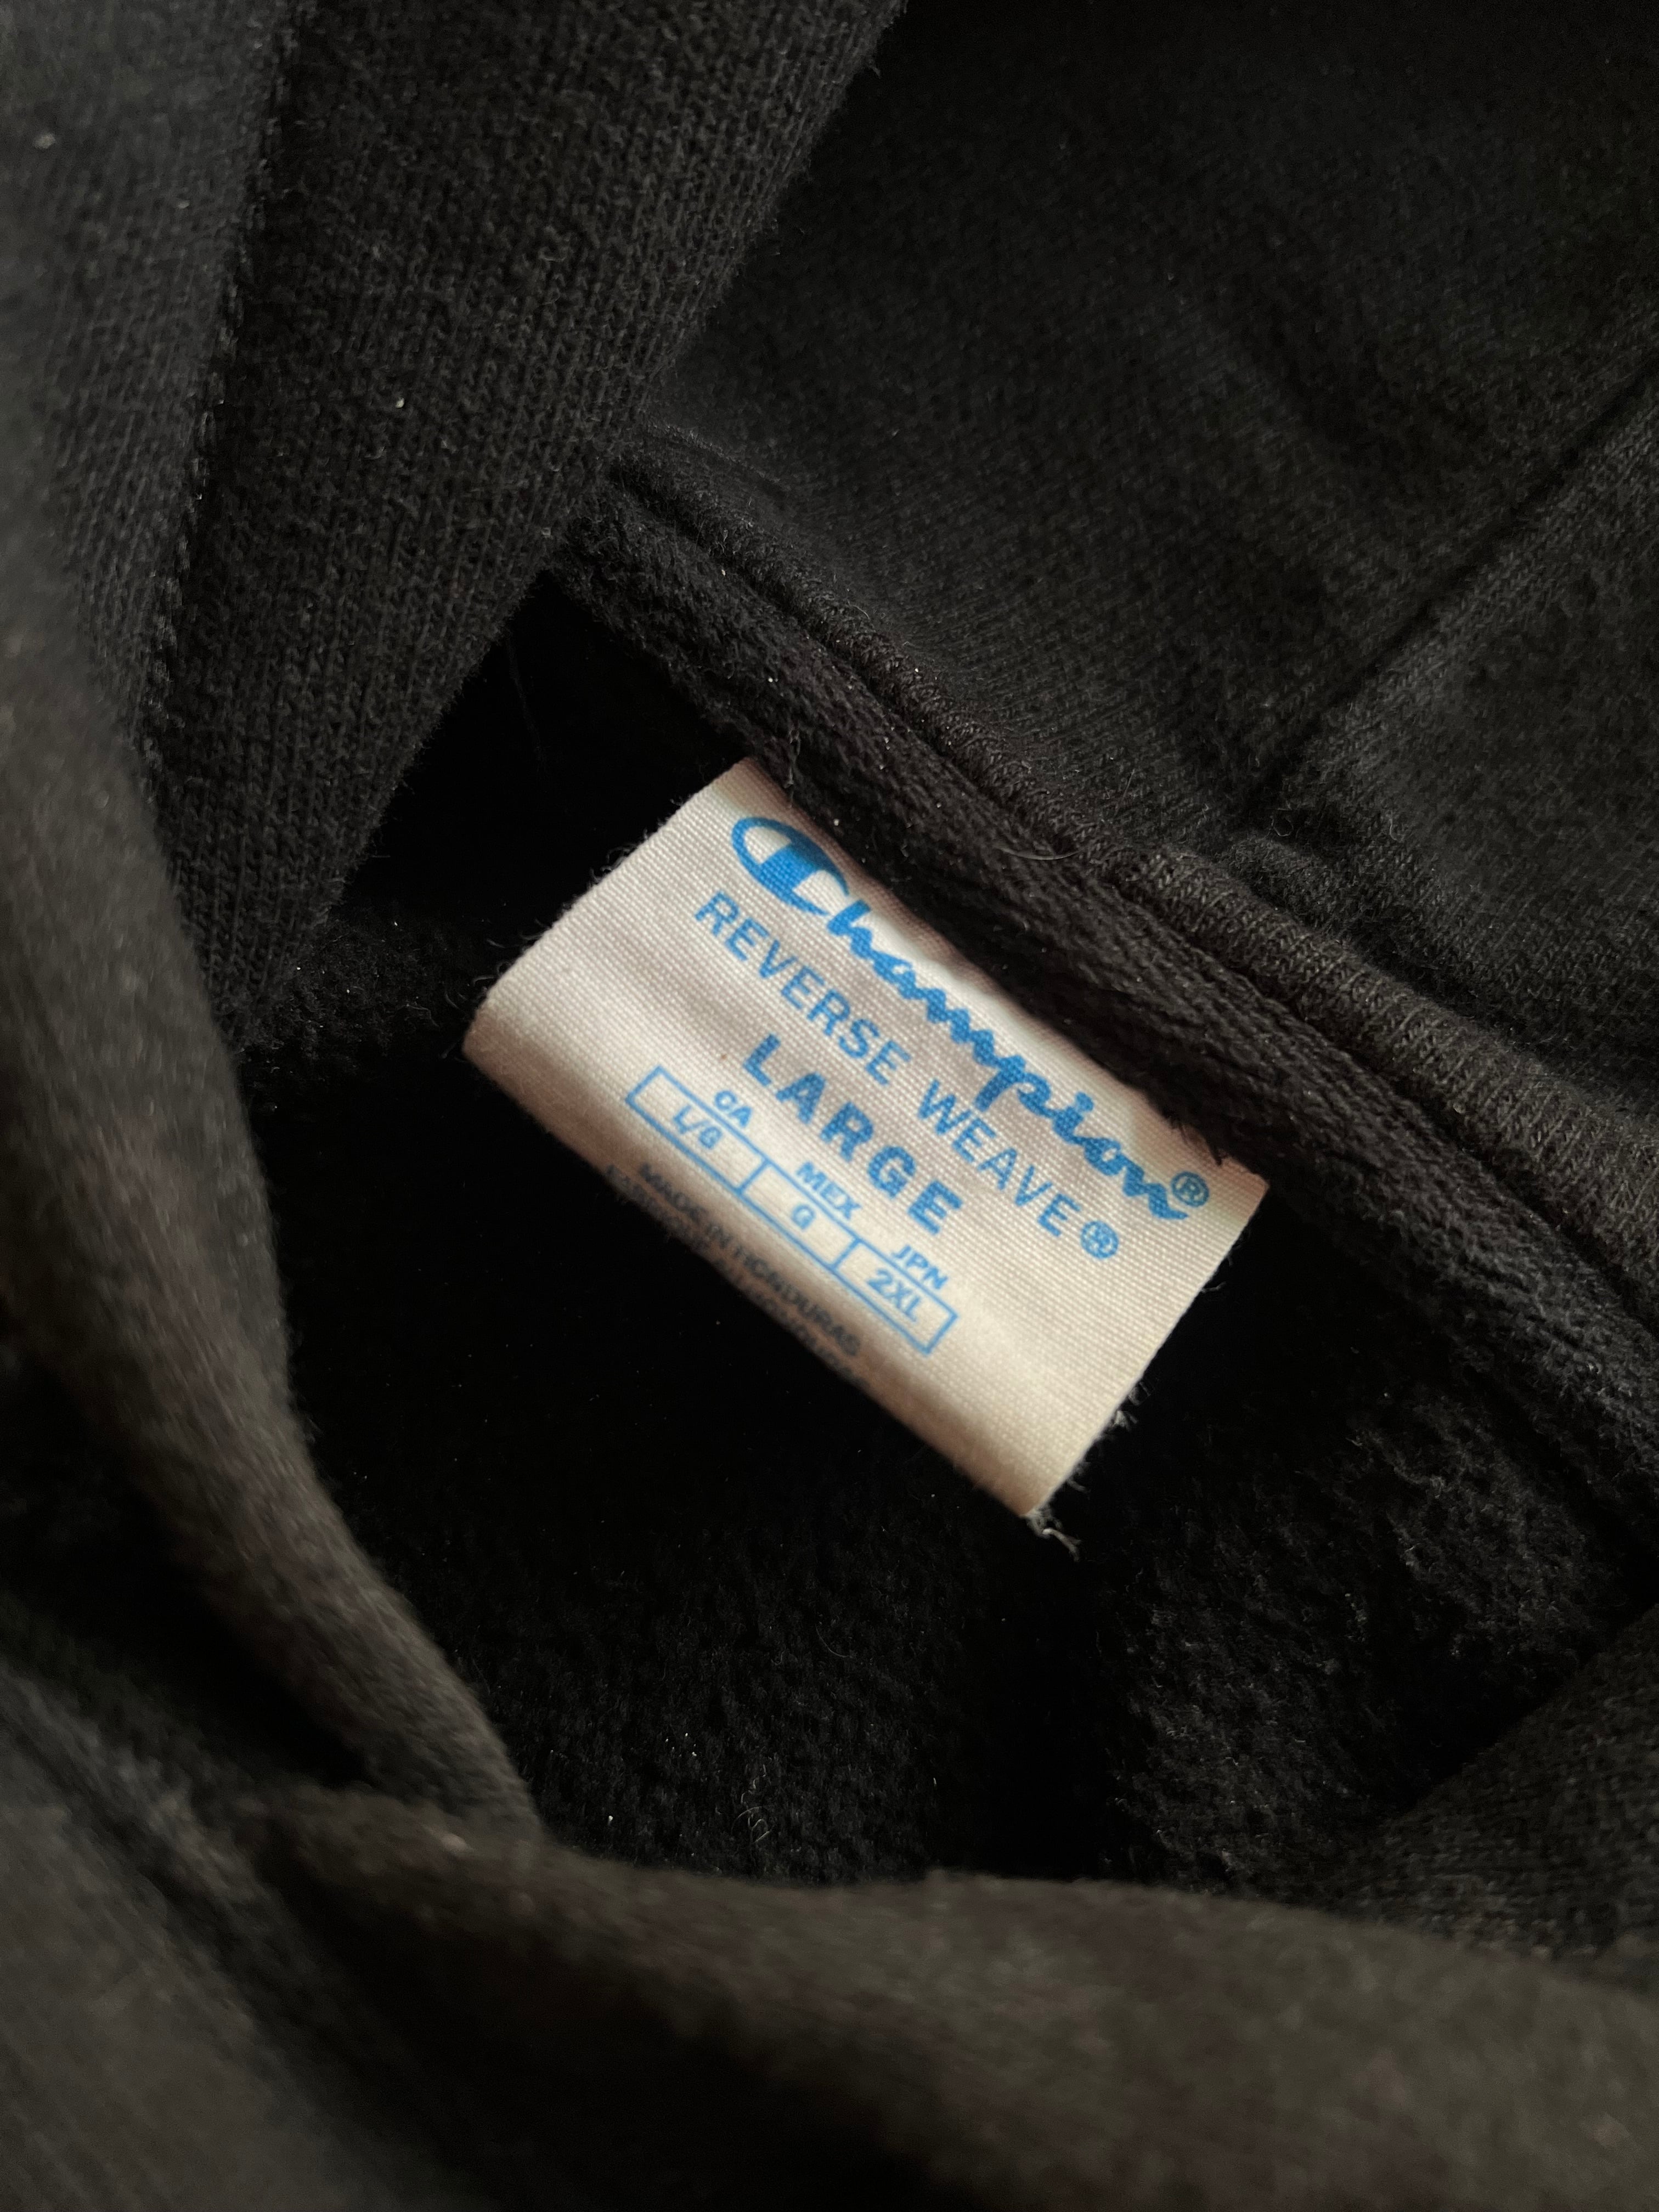 Champion®
REVERSE WEAVE®
LARGE
CA MEX JPN
L/G G 2XL
MADE IN HONDURAS